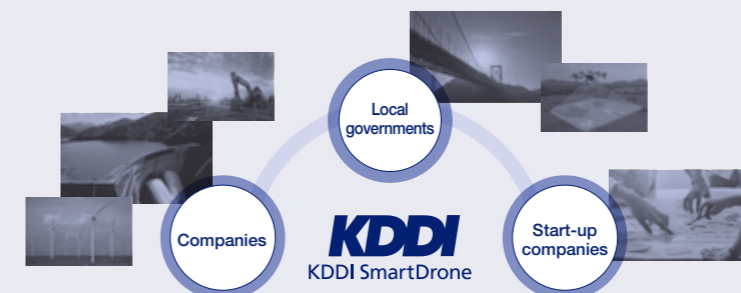 Local
governments
Companies
KDDI
KDDI SmartDrone
Start-up
companies